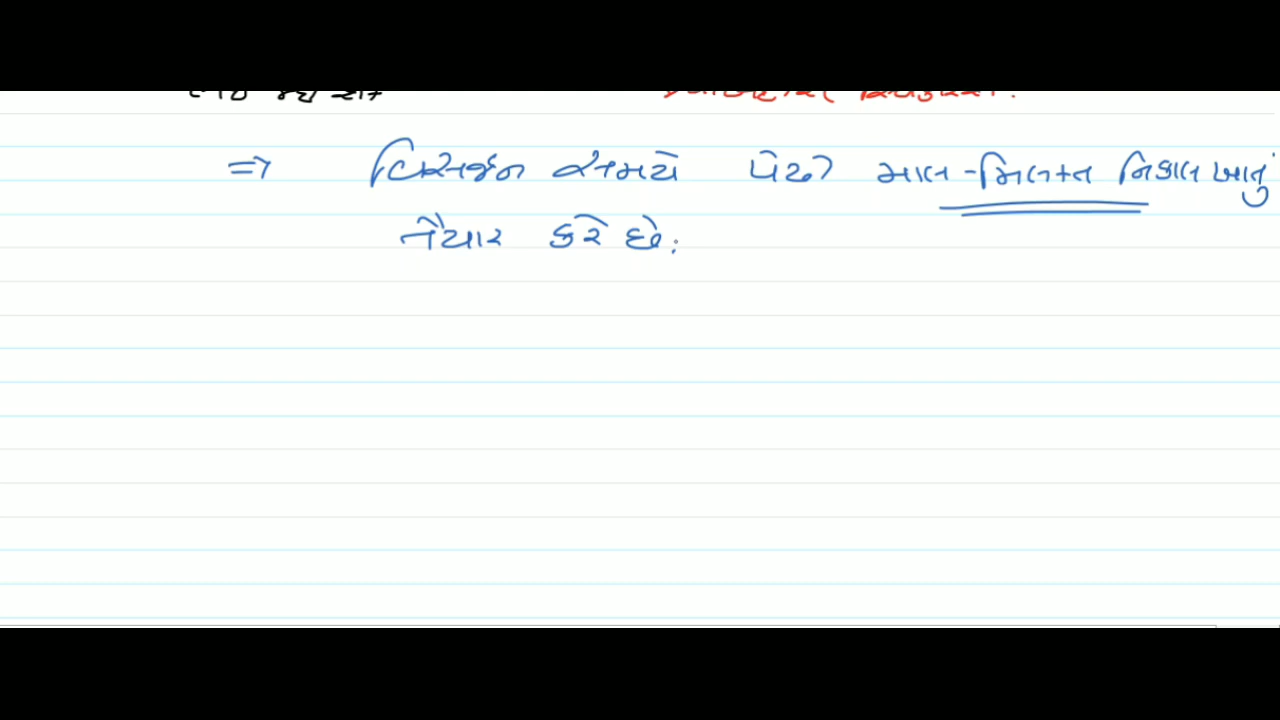 ⇒ વિસર્જન સમયે પેઢી માલ-મિલકત નિકાલ ખાતું
તૈયાર કરે છે.